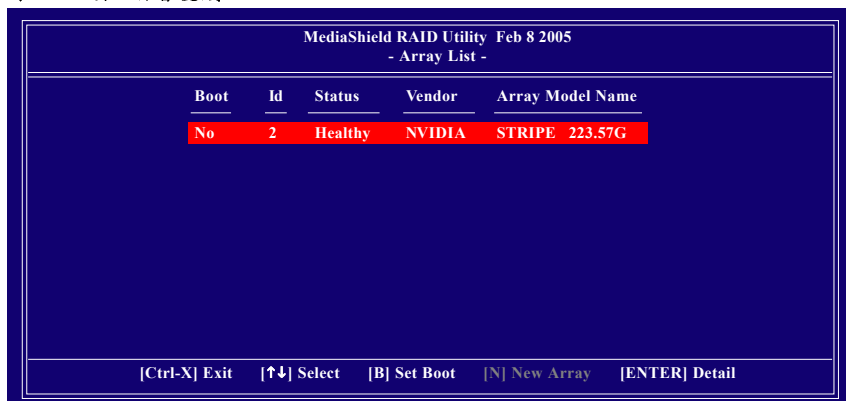 MediaShield RAID Utility Feb 8 2005
- Array List -
Boot Id Status Vendor Array Model Name
No 2 Healthy NVIDIA STRIPE 223.57G
[Ctrl-X] Exit [↑↓] Select [B] Set Boot [N] New Array [ENTER] Detail